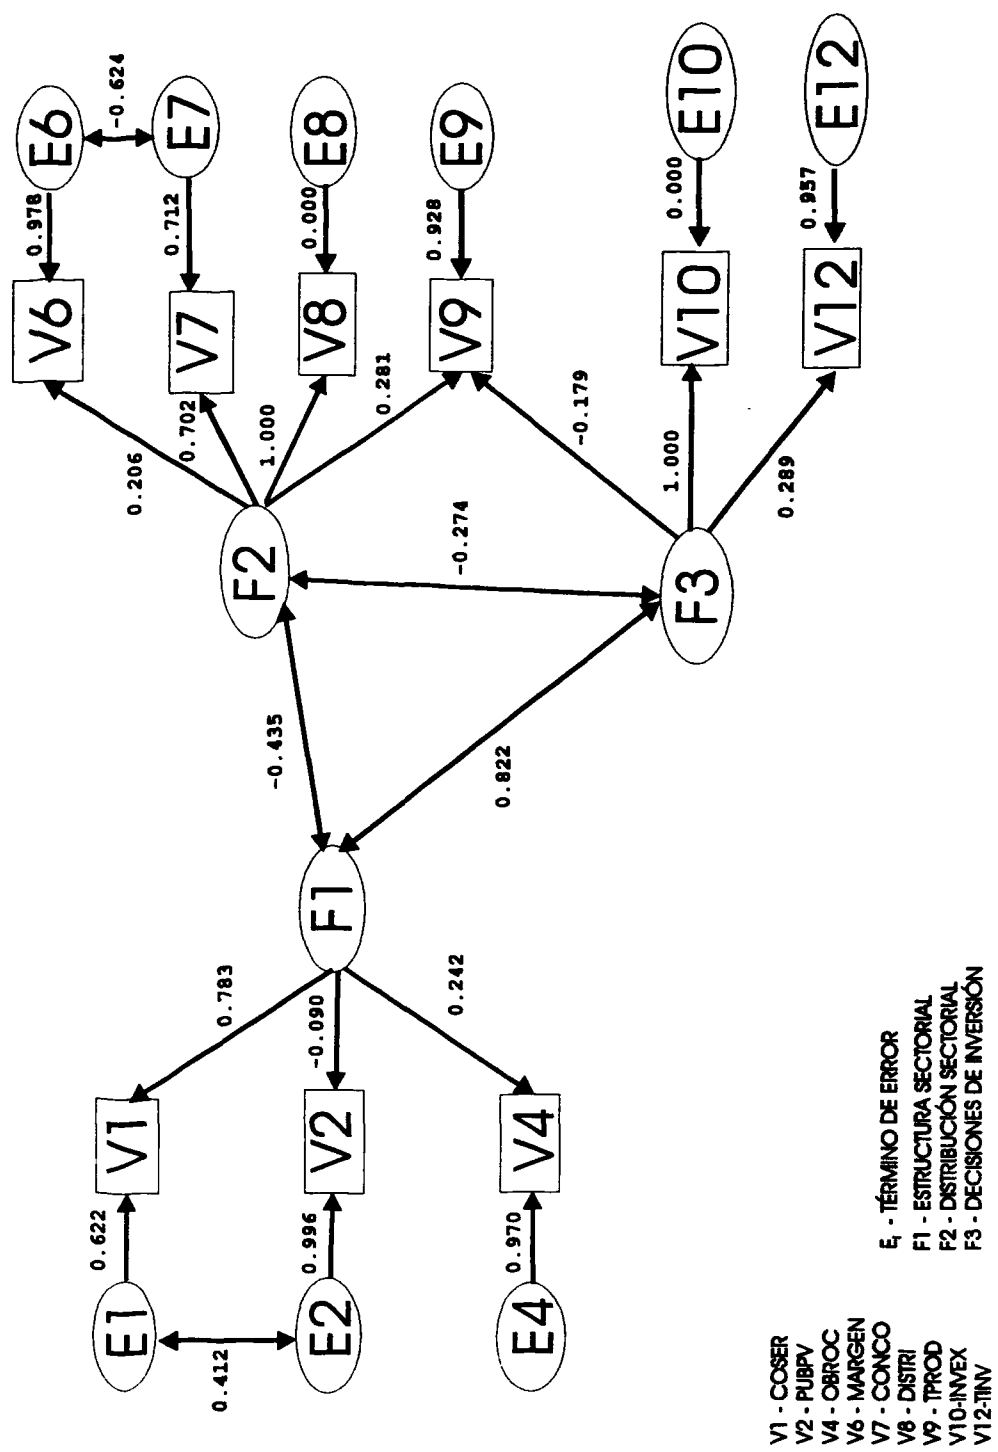 0.978
V6
E6
-0.624
0.206
0.702
0.712
V7
E7
1.000
0.000
V8
E8
0.281
0.928
V9
E9
E1
0.622
V1
0.783
0.412
E2
0.996
V2
-0.090
F1
-0.435
F2
E4
0.970
V4
0.242
0.822
-0.274
-0.179
F3
1.000
V10
0.000
E10
0.289
V12
0.957
E12
V1 - COSER
V2 - PUBPV
V4 - OBROC
V6 - MARGEN
V7 - CONCO
V8 - DISTRI
V9 - TPROD
V10-INVEX
V12-TINV
Eᵢ - TÉRMINO DE ERROR
F1 - ESTRUCTURA SECTORIAL
F2 - DISTRIBUCIÓN SECTORIAL
F3 - DECISIONES DE INVERSIÓN